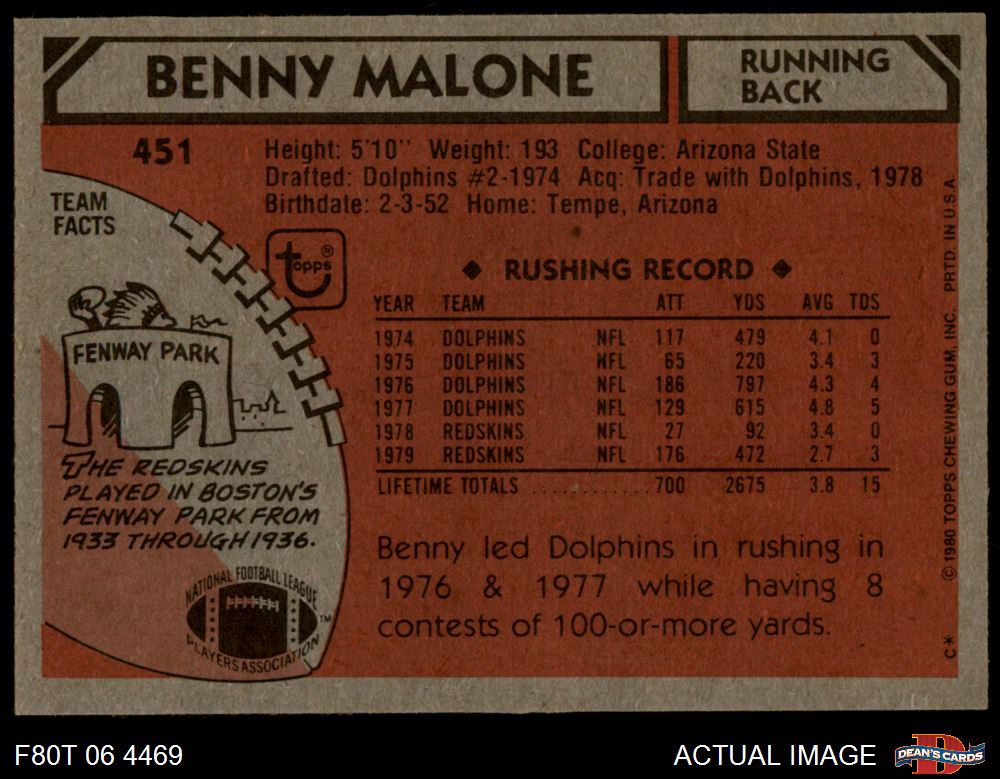 BENNY MALONE
RUNNING
BACK
451
Height: 5'10" Weight: 193 College: Arizona State
Drafted: Dolphins #2-1974 Acq: Trade with Dolphins, 1978
Birthdate: 2-3-52 Home: Tempe, Arizona
TEAM
FACTS
topps®
FENWAY PARK
THE REDSKINS
PLAYED IN BOSTON'S
FENWAY PARK FROM
1933 THROUGH 1936.
NATIONAL FOOTBALL LEAGUE
PLAYERS ASSOCIATION
TM
◆ RUSHING RECORD ◆
YEAR TEAM ATT YDS AVG TDS
1974 DOLPHINS NFL 117 479 4.1 0
1975 DOLPHINS NFL 65 220 3.4 3
1976 DOLPHINS NFL 186 797 4.3 4
1977 DOLPHINS NFL 129 615 4.8 5
1978 REDSKINS NFL 27 92 3.4 0
1979 REDSKINS NFL 176 472 2.7 3
LIFETIME TOTALS ............ 700 2675 3.8 15
Benny led Dolphins in rushing in
1976 & 1977 while having 8
contests of 100-or-more yards.
© 1980 TOPPS CHEWING GUM, INC. PRTD. IN U.S.A.
C*
F80T 06 4469
ACTUAL IMAGE
DEAN'S CARDS